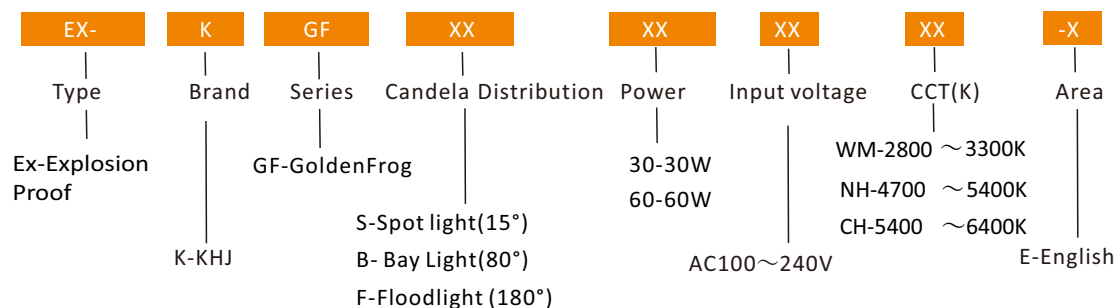 EX- K GF XX XX XX XX -X
Type Brand Series Candela Distribution Power Input voltage CCT(K) Area
Ex-Explosion
Proof
K-KHJ
GF-GoldenFrog
S-Spot light(15°)
B- Bay Light(80°)
F-Floodlight (180°)
30-30W
60-60W
AC100～240V
WM-2800 ～3300K
NH-4700 ～5400K
CH-5400 ～6400K
E-English